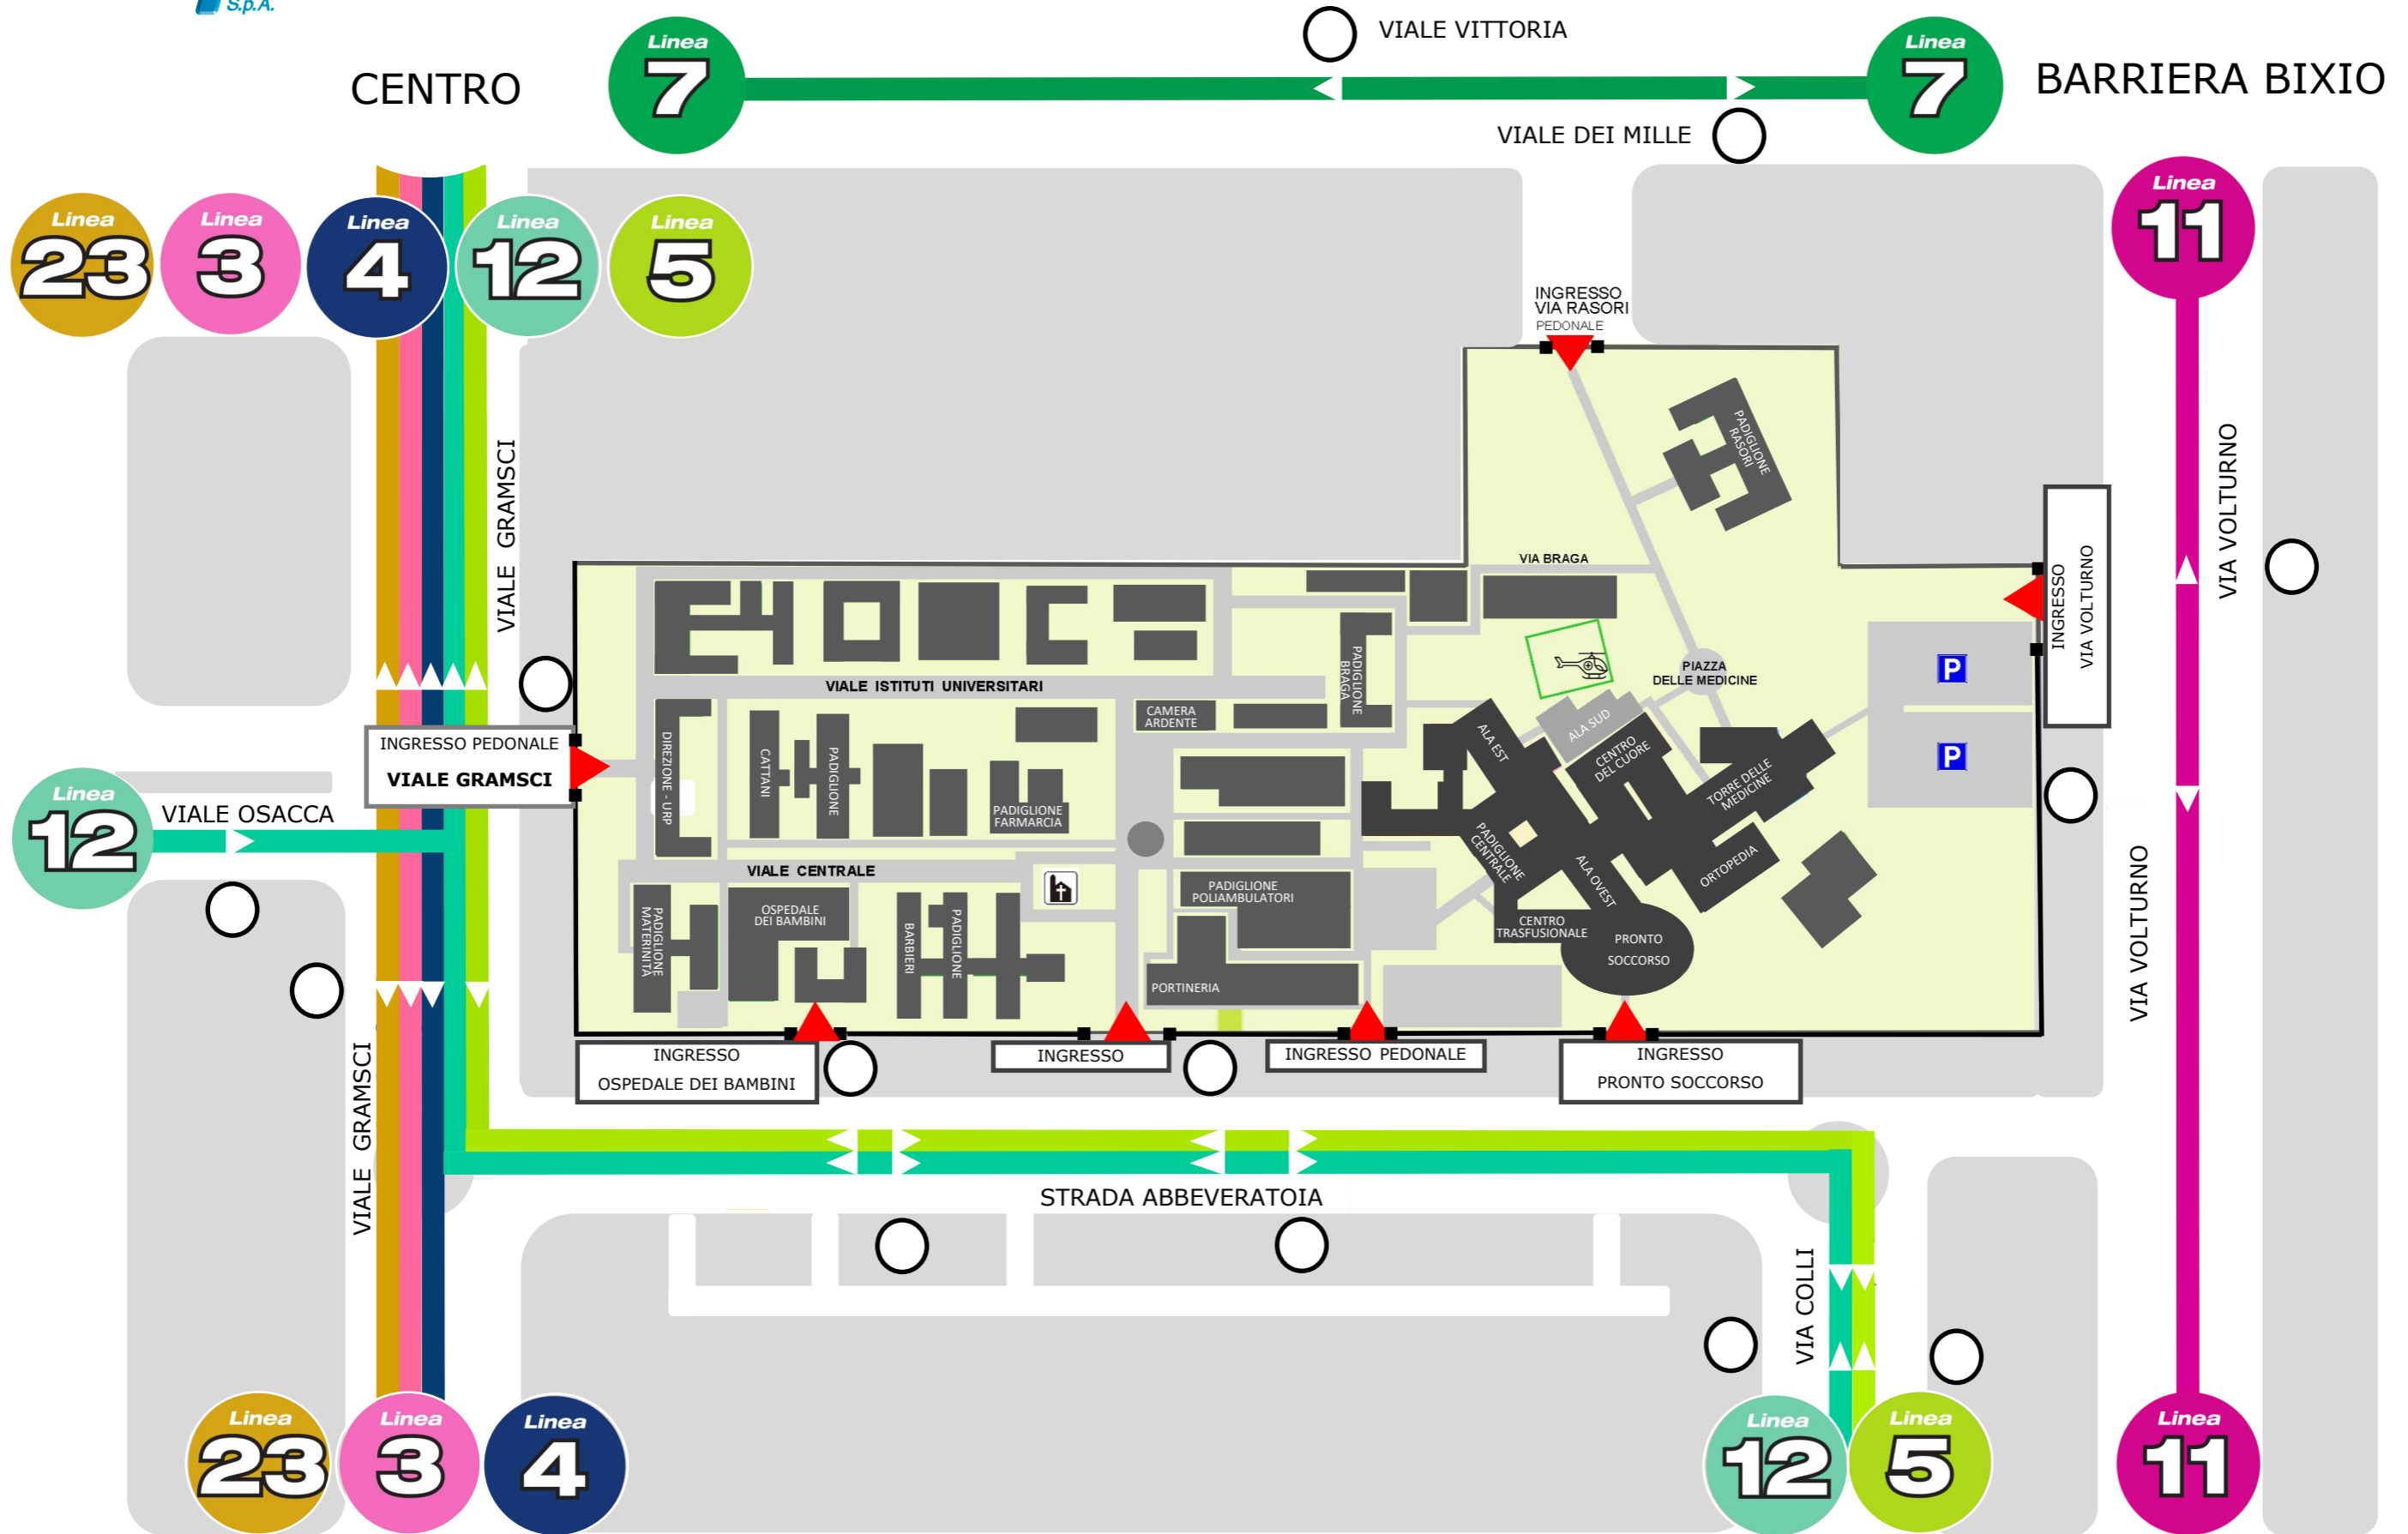 S.p.A.
VIALE VITTORIA
CENTRO
Linea
7
Linea
7
BARRIERA BIXIO
VIALE DEI MILLE
Linea
23
Linea
3
Linea
4
Linea
12
Linea
5
Linea
11
INGRESSO
VIA RASORI
PEDONALE
PADIGLIONE
RASORI
VIALE GRAMSCI
VIA VOLTURNO
INGRESSO
VIA VOLTURNO
VIA BRAGA
PIAZZA
DELLE MEDICINE
P
P
VIALE ISTITUTI UNIVERSITARI
PADIGLIONE
BRAGA
CAMERA
ARDENTE
INGRESSO PEDONALE
VIALE GRAMSCI
DIREZIONE - URP
CATTANI
PADIGLIONE
PADIGLIONE
FARMARCIA
ALA EST
ALA SUD
CENTRO
DEL CUORE
TORRE DELLE
MEDICINE
PADIGLIONE
CENTRALE
ALA OVEST
ORTOPEDIA
Linea
12
VIALE OSACCA
VIALE CENTRALE
PADIGLIONE
MATERINITÀ
OSPEDALE
DEI BAMBINI
BARBIERI
PADIGLIONE
PADIGLIONE
POLIAMBULATORI
PORTINERIA
CENTRO
TRASFUSIONALE
PRONTO
SOCCORSO
VIA VOLTURNO
INGRESSO
OSPEDALE DEI BAMBINI
INGRESSO
INGRESSO PEDONALE
INGRESSO
PRONTO SOCCORSO
VIALE GRAMSCI
STRADA ABBEVERATOIA
VIA COLLI
Linea
23
Linea
3
Linea
4
Linea
12
Linea
5
Linea
11